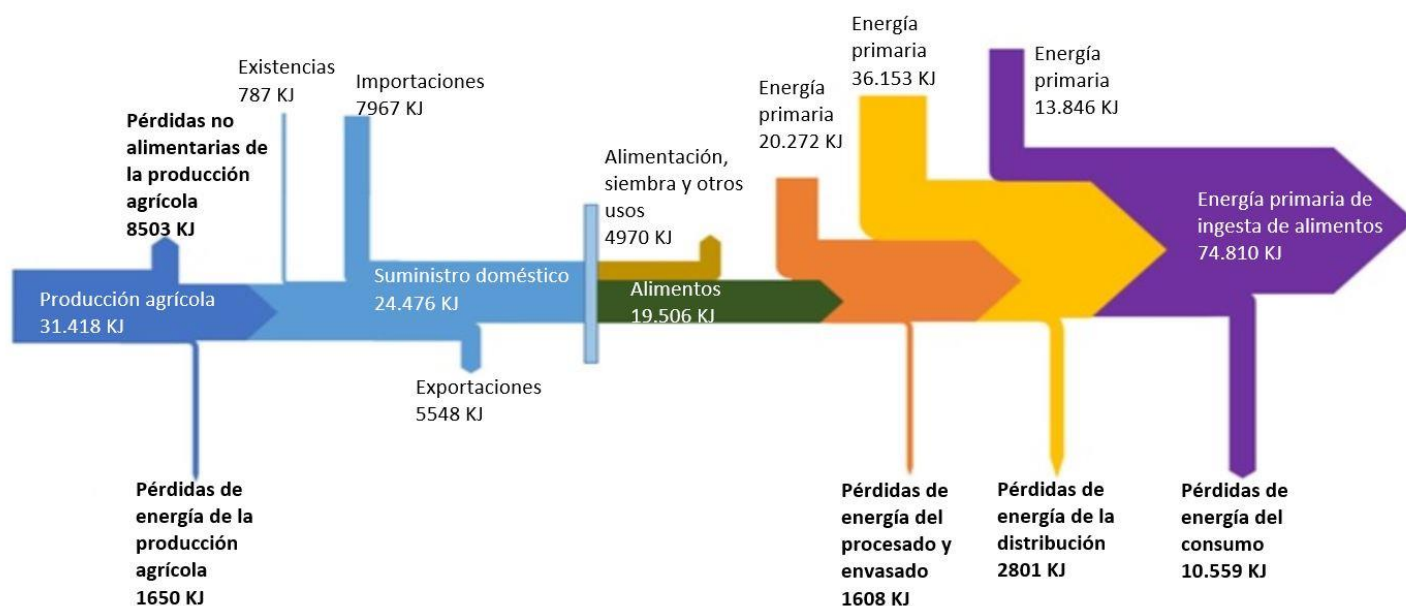 Existencias
787 KJ
Importaciones
7967 KJ
Energía
primaria
36.153 KJ
Energía
primaria
13.846 KJ
Energía
primaria
20.272 KJ
Pérdidas no
alimentarias de
la producción
agrícola
8503 KJ
Alimentación,
siembra y otros
usos
4970 KJ
Producción agrícola
31.418 KJ
Suministro doméstico
24.476 KJ
Alimentos
19.506 KJ
Energía primaria de
ingesta de alimentos
74.810 KJ
Exportaciones
5548 KJ
Pérdidas de
energía de la
producción
agrícola
1650 KJ
Pérdidas de
energía del
procesado y
envasado
1608 KJ
Pérdidas de
energía de la
distribución
2801 KJ
Pérdidas de
energía del
consumo
10.559 KJ